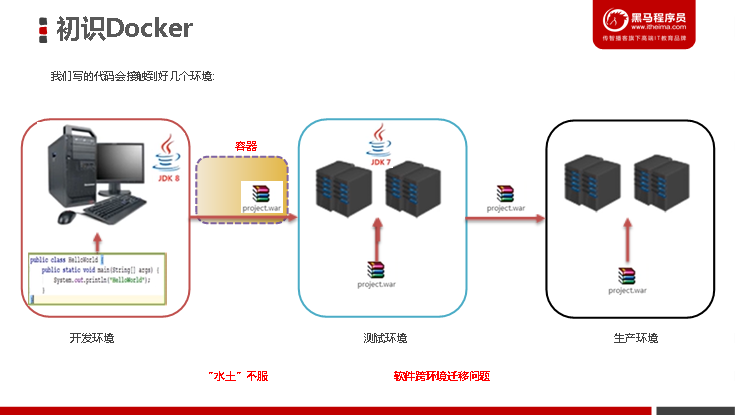 初识Docker
黑马程序员
www.itheima.com
传智播客旗下高端IT教育品牌
我们写的代码会接触到好几个环境:
容器
JDK 8
JDK 7
project.war
project.war
project.war
project.war
public class HelloWorld {
public static void main(String[] args) {
System.out.println("HelloWorld");
}
}
开发环境
测试环境
生产环境
"水土"不服
软件跨环境迁移问题